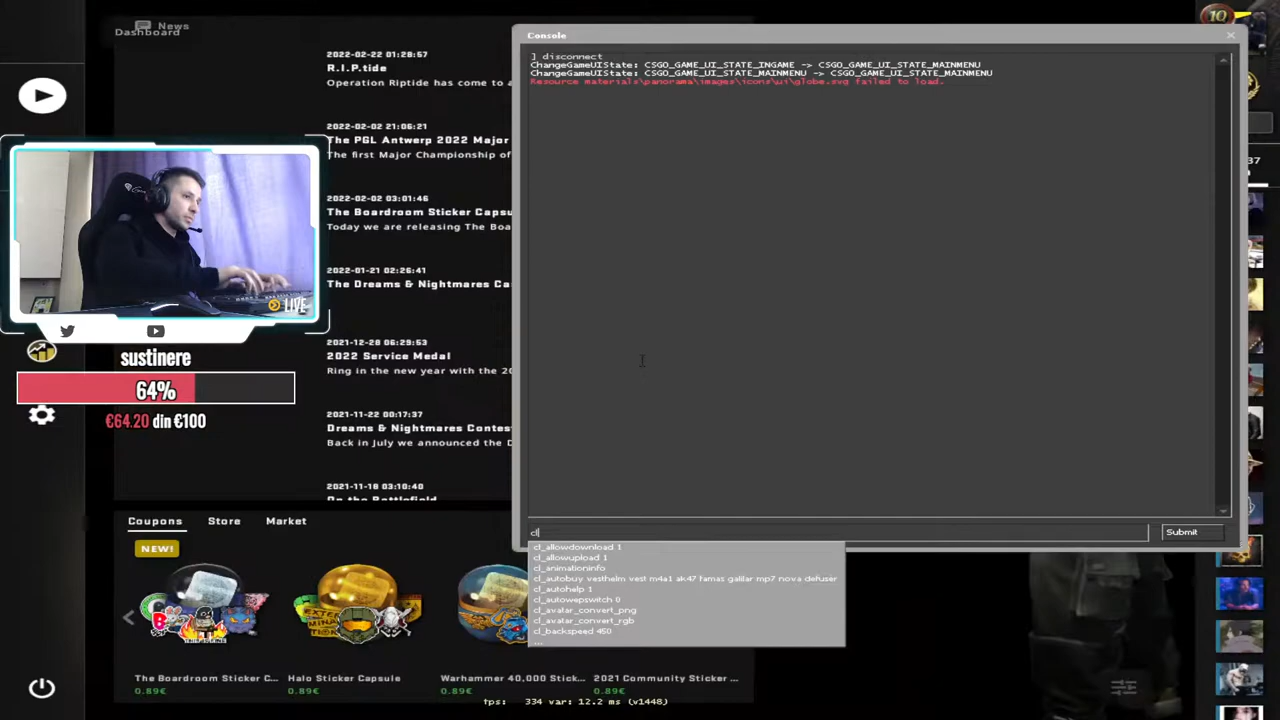 News
Dashboard
2022-02-22 01:28:57
R.I.P.tide
Operation Riptide has come to
2022-02-02 21:06:21
The PGL Antwerp 2022 Major
The first Major Championship of
2022-02-02 03:01:46
The Boardroom Sticker Capsu
Today we are releasing The Boa
2022-01-21 02:26:41
The Dreams & Nightmares Ca
2021-12-28 06:29:53
2022 Service Medal
Ring in the new year with the 20
2021-11-22 00:17:37
Dreams & Nightmares Contes
Back in July we announced the D
2021-11-18 03:10:40
On the Battlefield
LIVE
sustinere
64%
€64.20 din €100
Console
] disconnect
ChangeGameUIState: CSGO_GAME_UI_STATE_INGAME -> CSGO_GAME_UI_STATE_MAINMENU
ChangeGameUIState: CSGO_GAME_UI_STATE_MAINMENU -> CSGO_GAME_UI_STATE_MAINMENU
Resource materials\panorama\images\icons\ui\globe.svg failed to load.
cl
Submit
cl_allowdownload 1
cl_allowupload 1
cl_animationinfo
cl_autobuy vesthelm vest m4a1 ak47 famas galilar mp7 nova defuser
cl_autohelp 1
cl_autowepswitch 0
cl_avatar_convert_png
cl_avatar_convert_rgb
cl_backspeed 450
...
Coupons Store Market
NEW!
The Boardroom Sticker C...
0.89€
Halo Sticker Capsule
0.89€
Warhammer 40,000 Stick...
0.89€
2021 Community Sticker ...
0.89€
fps: 334 var: 12.2 ms (v1448)
10
37